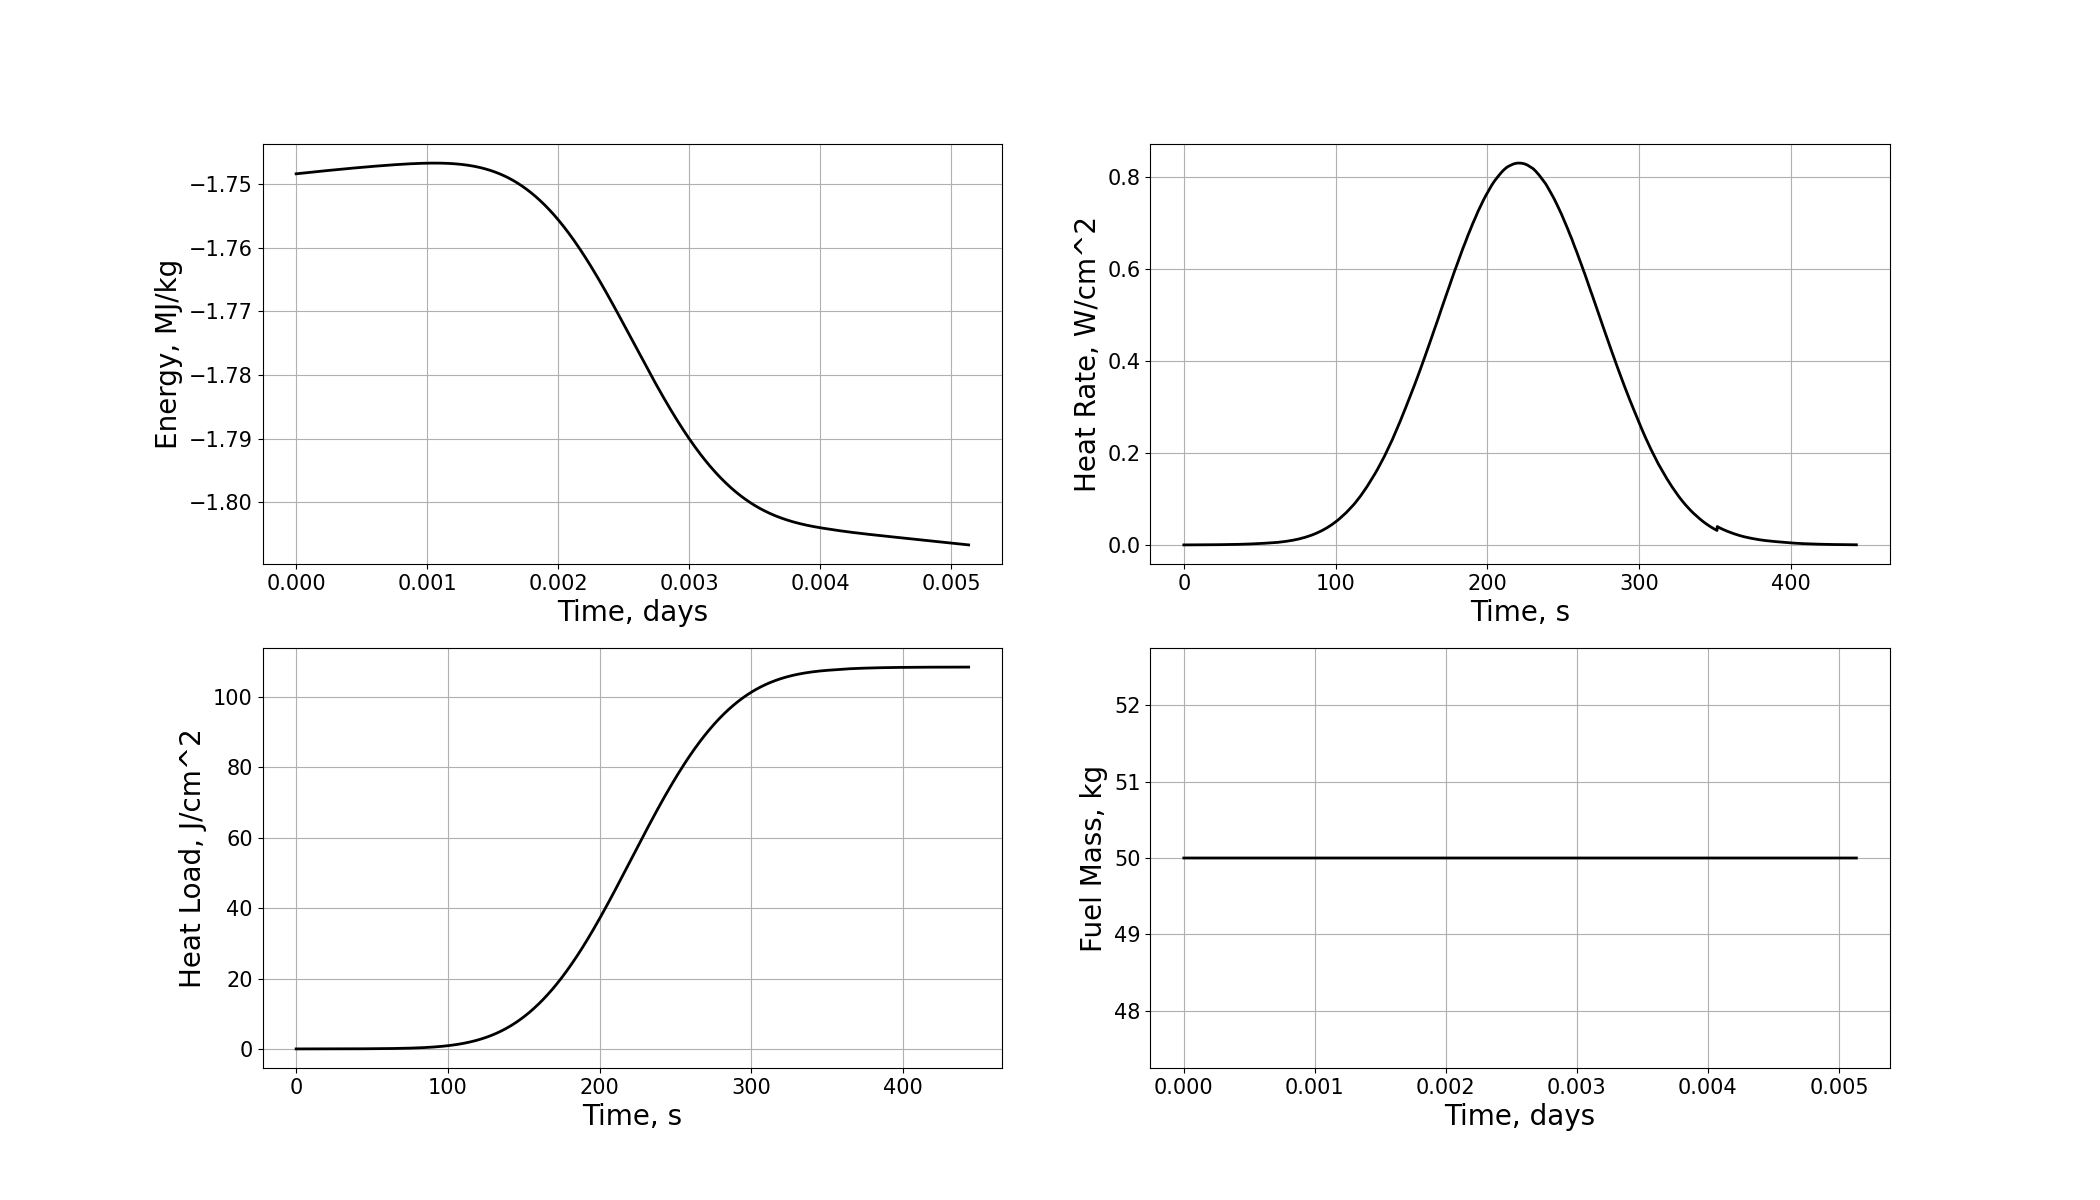 Energy, MJ/kg
−1.75
−1.76
−1.77
−1.78
−1.79
−1.80
0.000 0.001 0.002 0.003 0.004 0.005
Time, days
Heat Rate, W/cm^2
0.8
0.6
0.4
0.2
0.0
0 100 200 300 400
Time, s
Heat Load, J/cm^2
100
80
60
40
20
0
0 100 200 300 400
Time, s
Fuel Mass, kg
52
51
50
49
48
0.000 0.001 0.002 0.003 0.004 0.005
Time, days